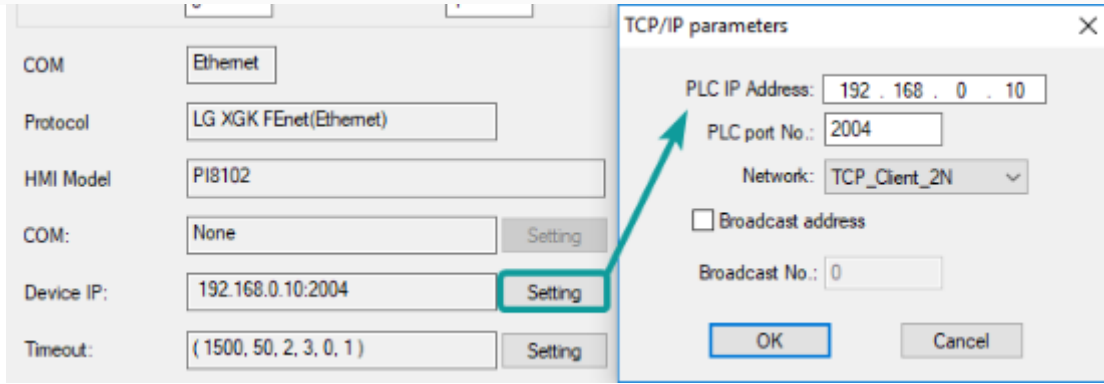 COM
Ethernet
Protocol
LG XGK FEnet(Ethernet)
HMI Model
PI8102
COM:
None
Setting
Device IP:
192.168.0.10:2004
Setting
Timeout:
( 1500, 50, 2, 3, 0, 1 )
Setting
TCP/IP parameters
PLC IP Address:
192 . 168 . 0 . 10
PLC port No.:
2004
Network:
TCP_Client_2N
Broadcast address
Broadcast No.:
0
OK
Cancel